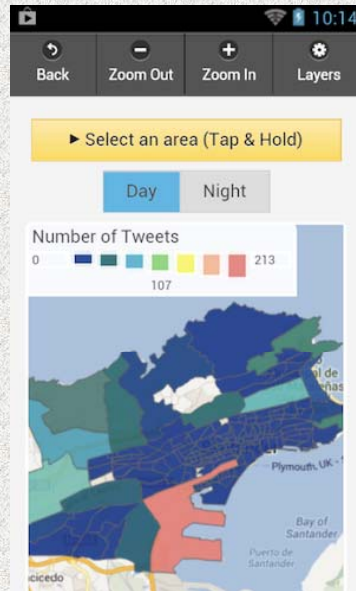 10:14
Back Zoom Out Zoom In Layers
► Select an area (Tap & Hold)
Day Night
Number of Tweets
0 213
107
Plymouth, UK -
Bay of
Santander
Puerto de
Santander